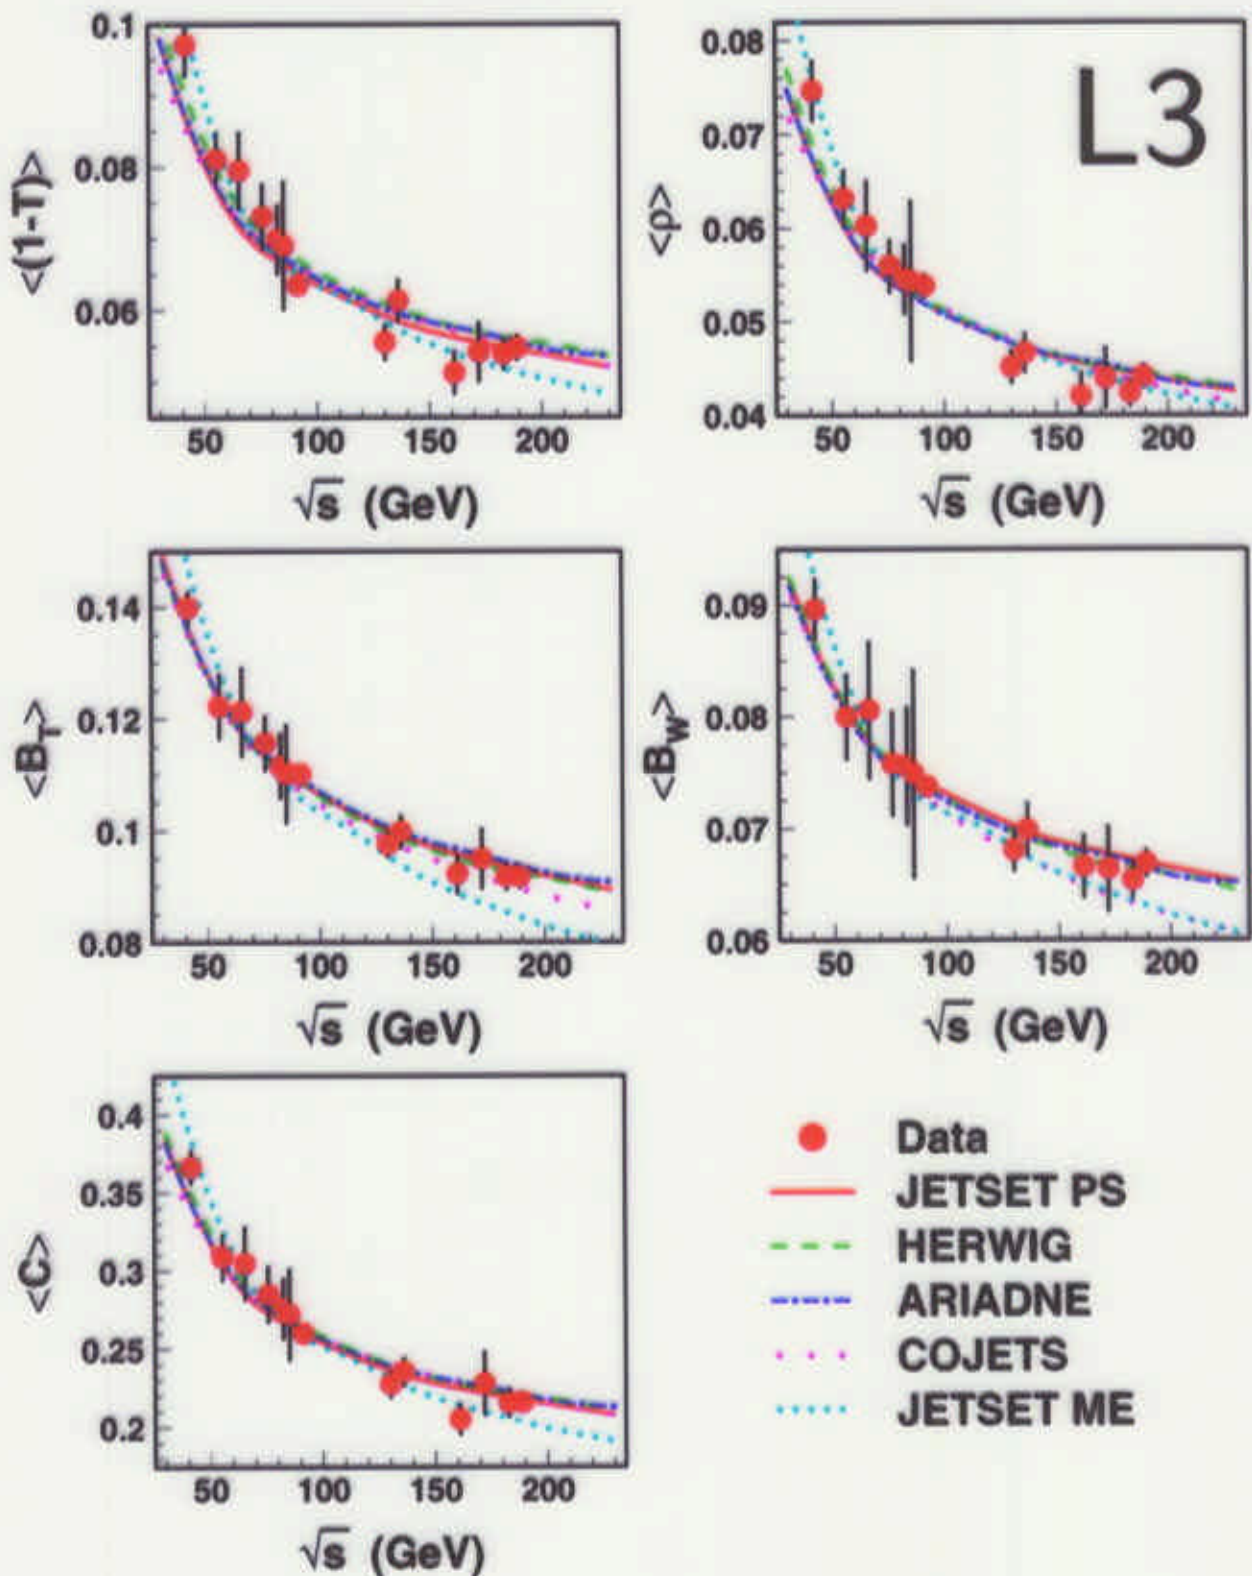 0.1
0.08
0.06
<(1-T)>
50 100 150 200
√s (GeV)
L3
0.08
0.07
0.06
0.05
0.04
<ρ>
50 100 150 200
√s (GeV)
0.14
0.12
0.1
0.08
<B_T>
50 100 150 200
√s (GeV)
0.09
0.08
0.07
0.06
<B_W>
50 100 150 200
√s (GeV)
0.4
0.35
0.3
0.25
0.2
<C>
50 100 150 200
√s (GeV)
Data
JETSET PS
HERWIG
ARIADNE
COJETS
JETSET ME